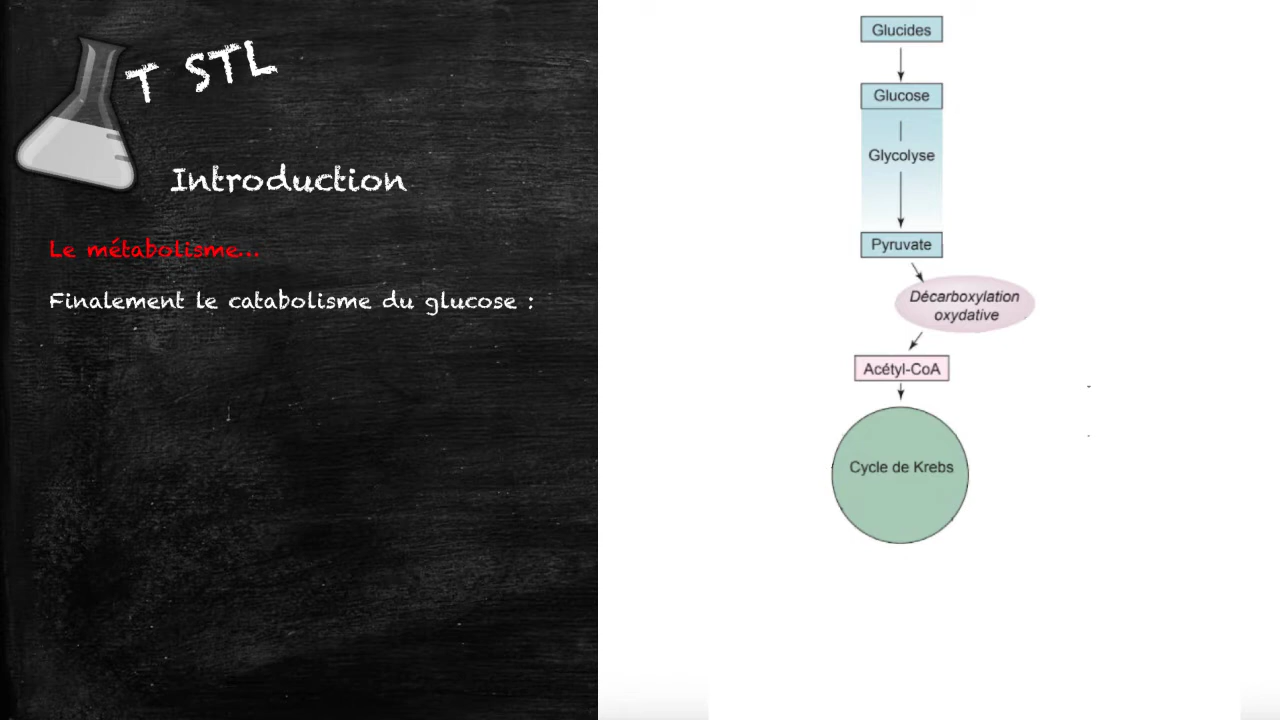 T STL
Introduction
Le métabolisme...
Finalement le catabolisme du glucose :
Glucides
Glucose
Glycolyse
Pyruvate
Décarboxylation
oxydative
Acétyl-CoA
Cycle de Krebs